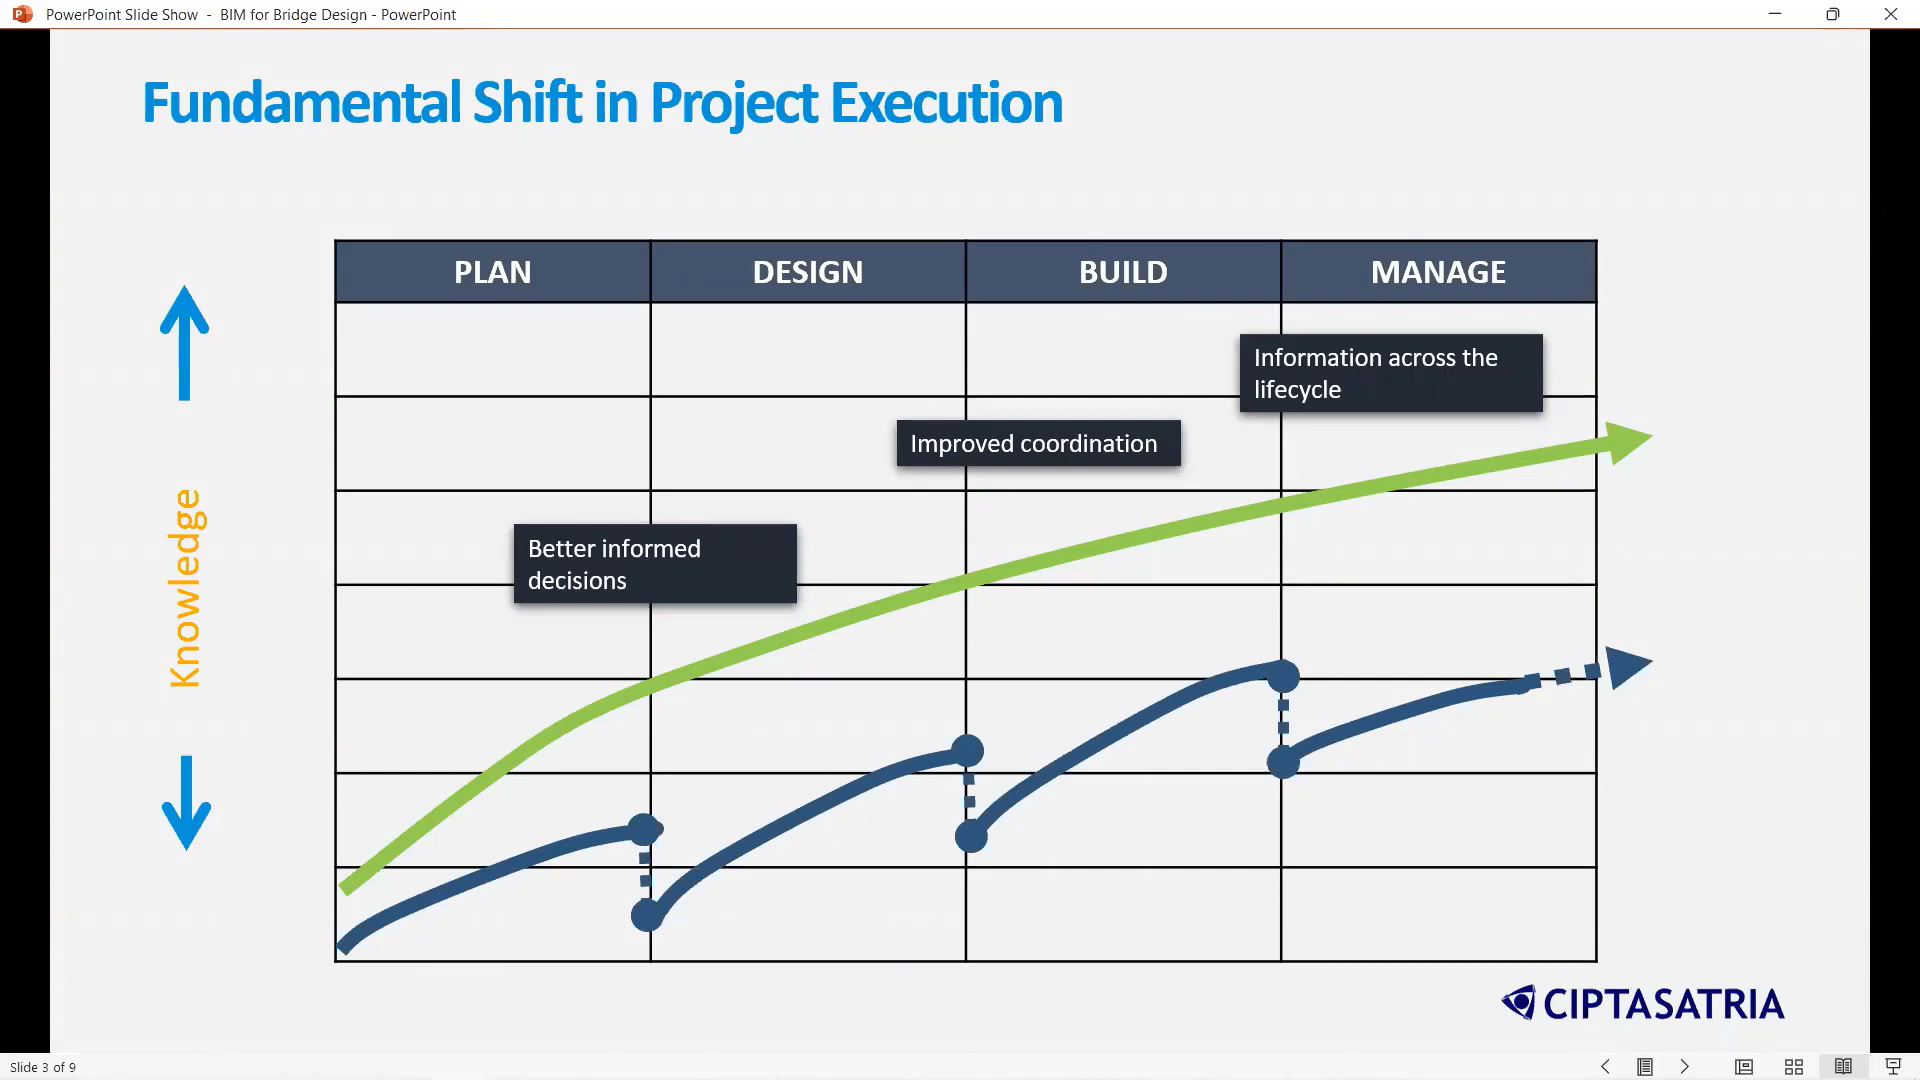 PowerPoint Slide Show - BIM for Bridge Design - PowerPoint
Fundamental Shift in Project Execution
PLAN DESIGN BUILD MANAGE
Information across the
lifecycle
Improved coordination
Better informed
decisions
Knowledge
CIPTASATRIA
Slide 3 of 9